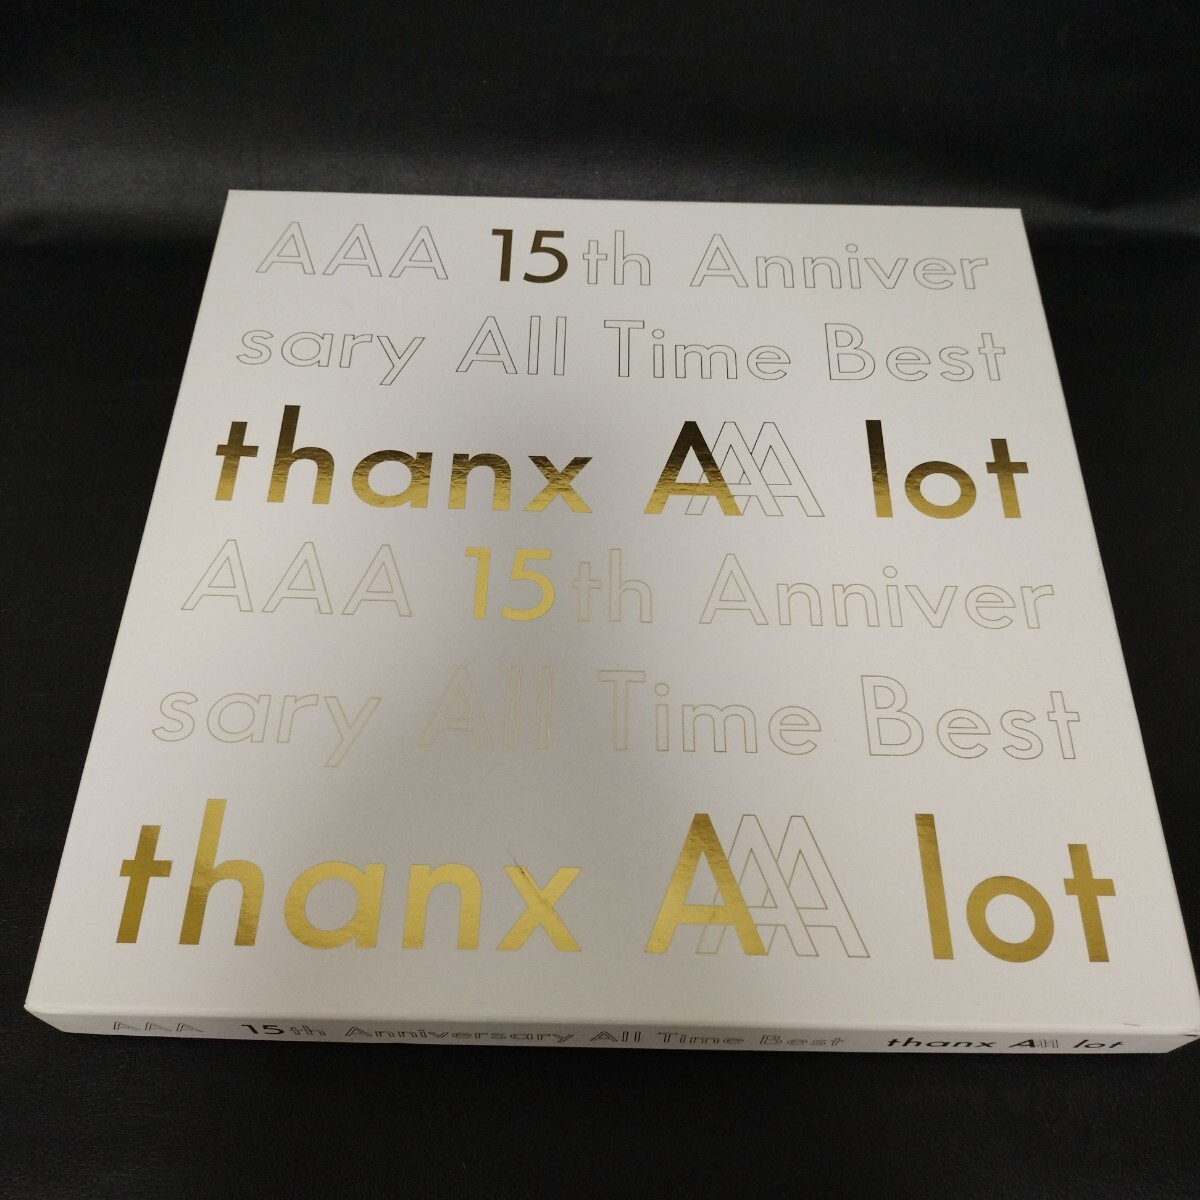 AAA 15th Anniver
sary All Time Best
thanx AAA lot
AAA 15th Anniver
sary All Time Best
thanx AAA lot
AAA 15th Anniversary All Time Best thanx AAA lot